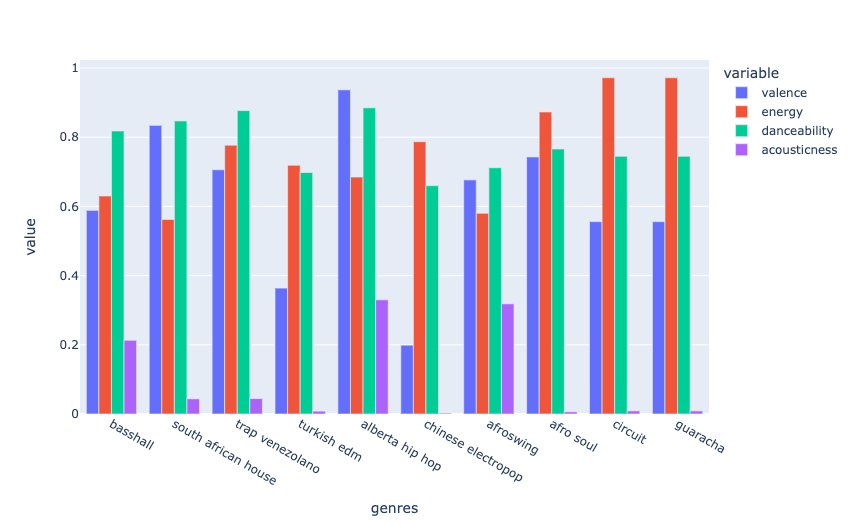 variable
valence
energy
danceability
acousticness
value
1
0.8
0.6
0.4
0.2
0
basshall
south african house
trap venezolano
turkish edm
alberta hip hop
chinese electropop
afroswing
afro soul
circuit
guaracha
genres